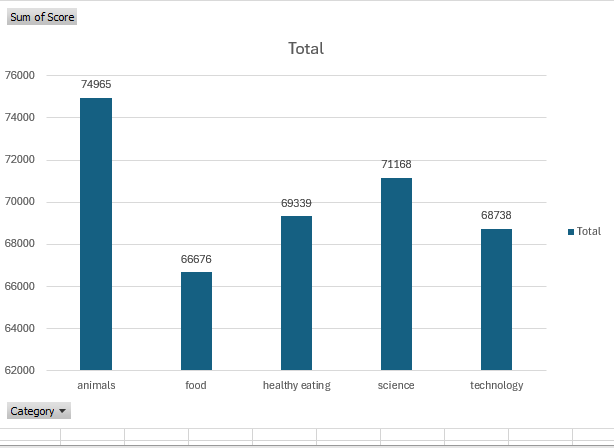 Sum of Score
Total
76000
74965
74000
72000
71168
70000
69339
68738
68000
66676
66000
64000
62000
Total
animals food healthy eating science technology
Category